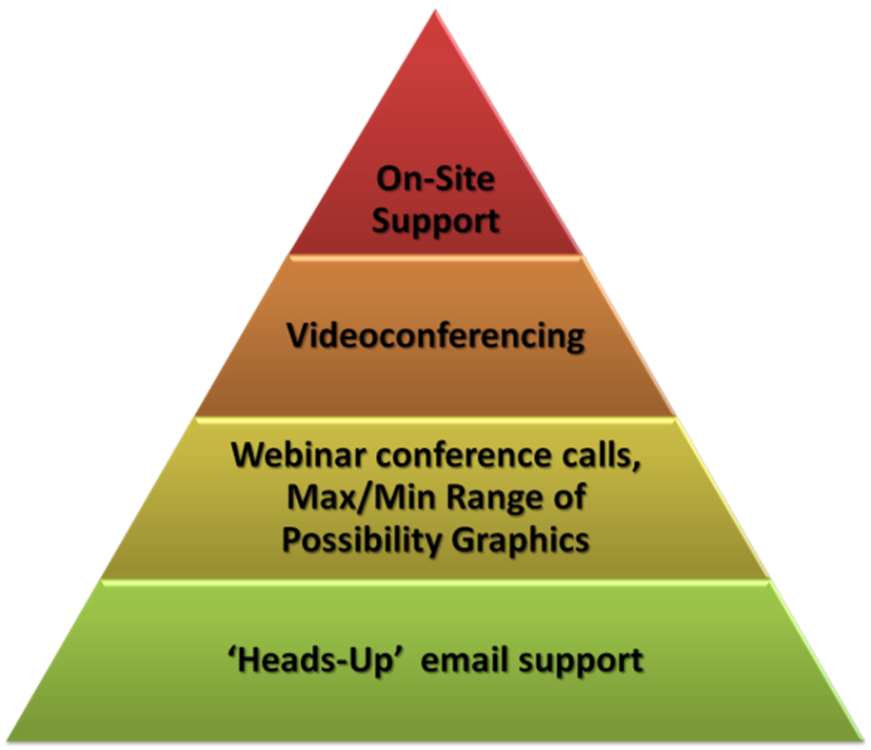 On-Site
Support
Videoconferencing
Webinar conference calls,
Max/Min Range of
Possibility Graphics
‘Heads-Up’ email support